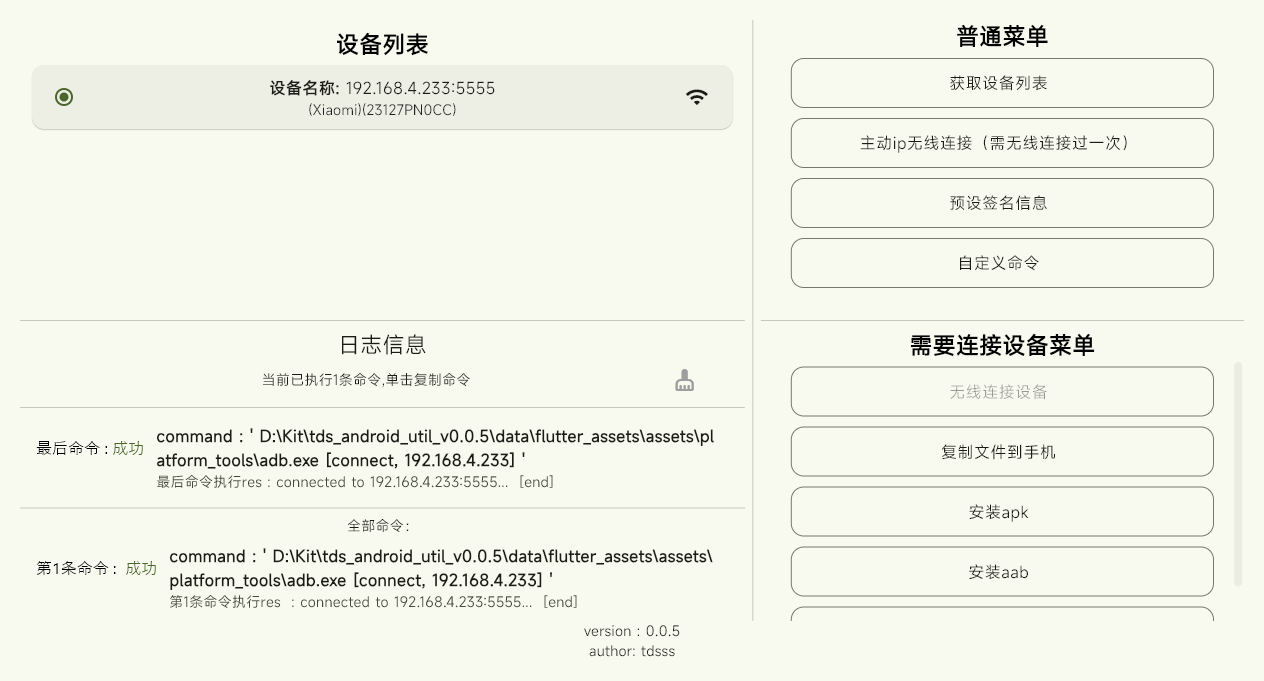 设备列表
设备名称: 192.168.4.233:5555
(Xiaomi)(23127PN0CC)
普通菜单
获取设备列表
主动ip无线连接（需无线连接过一次）
预设签名信息
自定义命令
日志信息
当前已执行1条命令,单击复制命令
最后命令 : 成功
command : ' D:\Kit\tds_android_util_v0.0.5\data\flutter_assets\assets\pl
atform_tools\adb.exe [connect, 192.168.4.233] '
最后命令执行res : connected to 192.168.4.233:5555... [end]
全部命令:
第1条命令 : 成功
command : ' D:\Kit\tds_android_util_v0.0.5\data\flutter_assets\assets\
platform_tools\adb.exe [connect, 192.168.4.233] '
第1条命令执行res : connected to 192.168.4.233:5555... [end]
需要连接设备菜单
无线连接设备
复制文件到手机
安装apk
安装aab
version : 0.0.5
author: tdsss